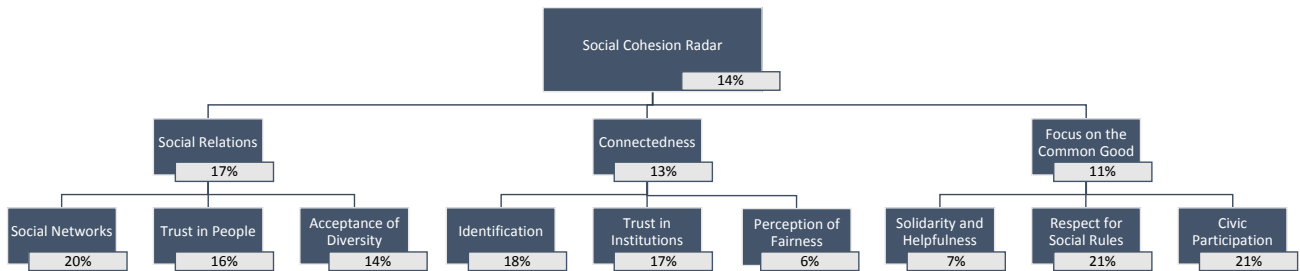 Social Cohesion Radar
14%
Social Relations
17%
Connectedness
13%
Focus on the
Common Good
11%
Social Networks
20%
Trust in People
16%
Acceptance of
Diversity
14%
Identification
18%
Trust in
Institutions
17%
Perception of
Fairness
6%
Solidarity and
Helpfulness
7%
Respect for
Social Rules
21%
Civic
Participation
21%